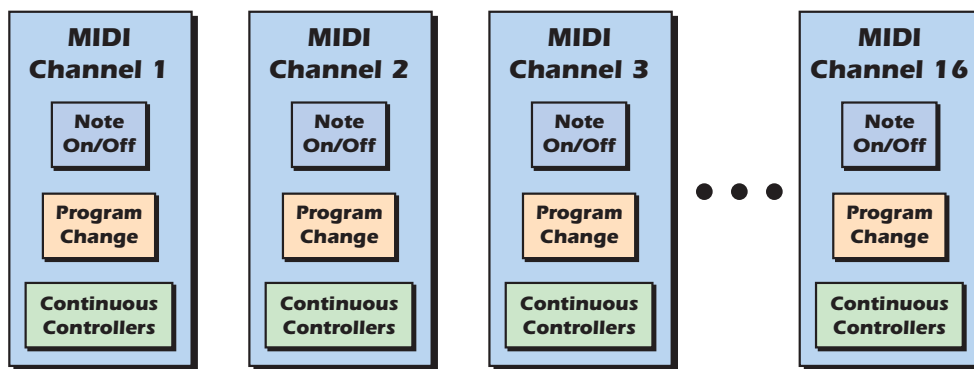 MIDI
Channel 1
Note
On/Off
Program
Change
Continuous
Controllers
MIDI
Channel 2
Note
On/Off
Program
Change
Continuous
Controllers
MIDI
Channel 3
Note
On/Off
Program
Change
Continuous
Controllers
MIDI
Channel 16
Note
On/Off
Program
Change
Continuous
Controllers